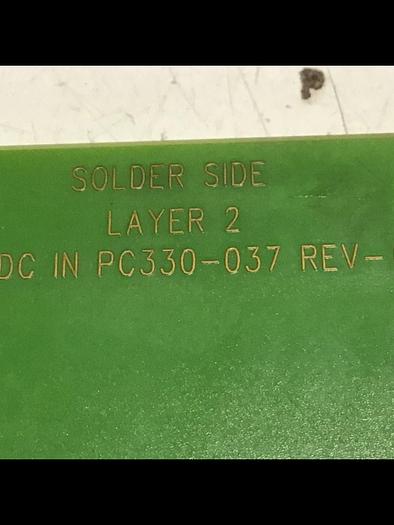 SOLDER SIDE
LAYER 2
DC IN PC330-037 REV-